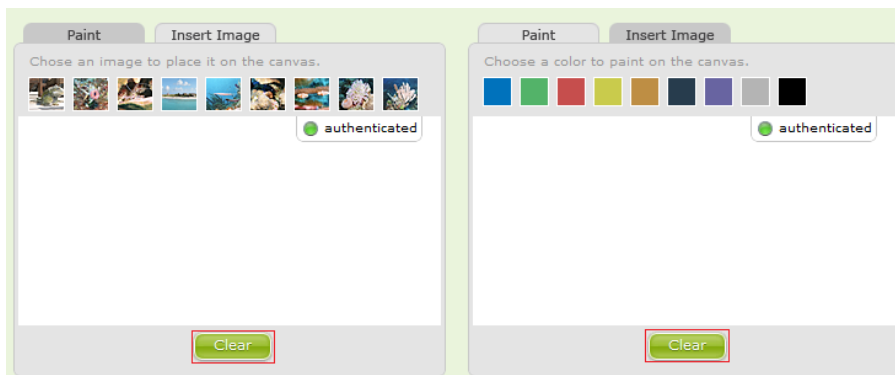 Paint Insert Image
Chose an image to place it on the canvas.
authenticated
Clear
Paint Insert Image
Choose a color to paint on the canvas.
authenticated
Clear